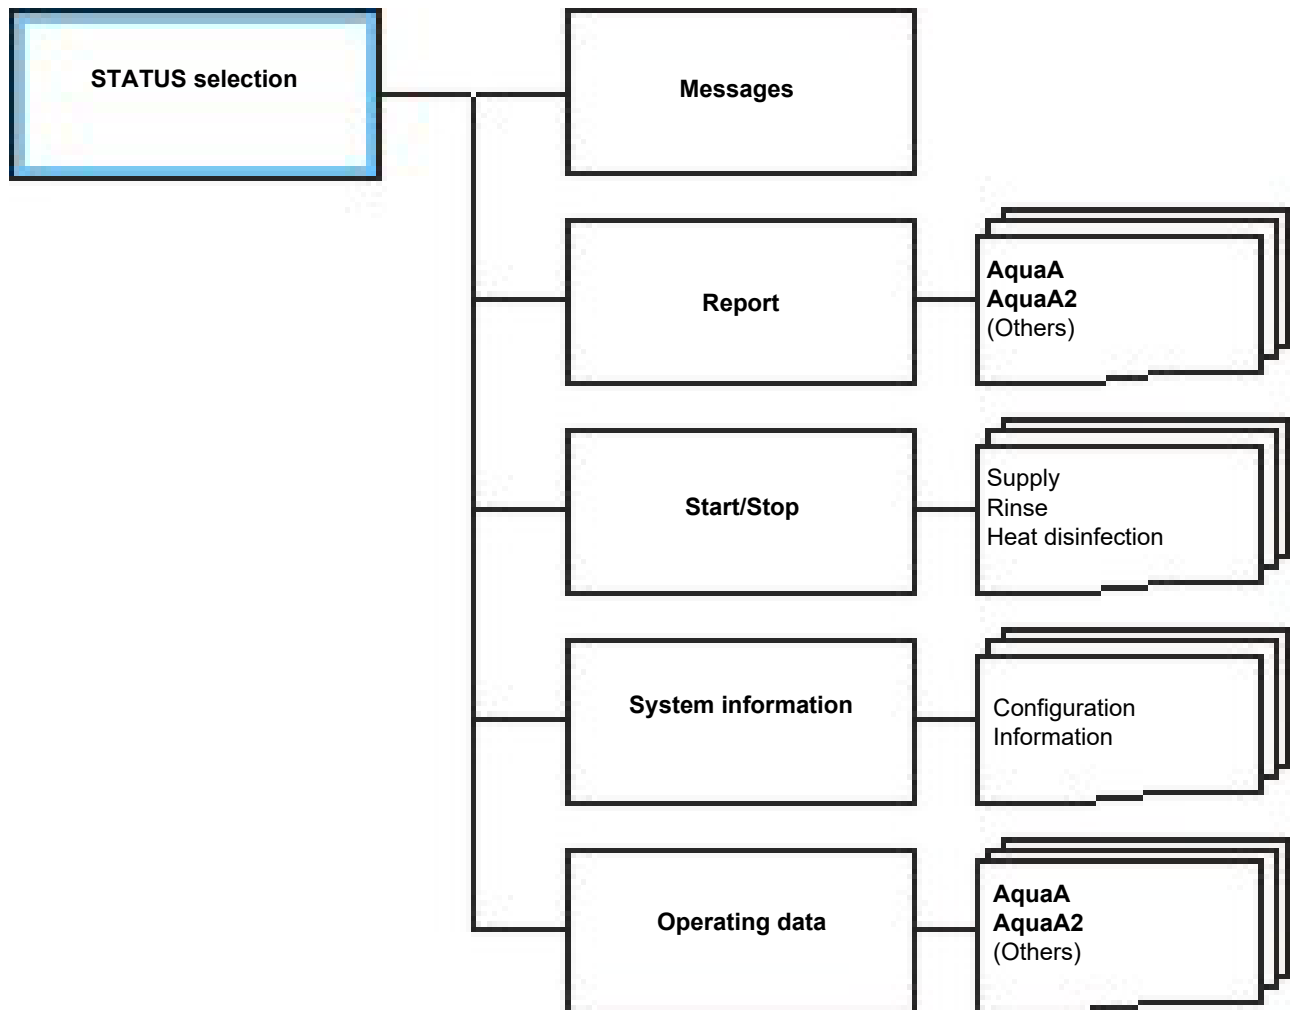 STATUS selection
Messages
Report
AquaA
AquaA2
(Others)
Start/Stop
Supply
Rinse
Heat disinfection
System information
Configuration
Information
Operating data
AquaA
AquaA2
(Others)